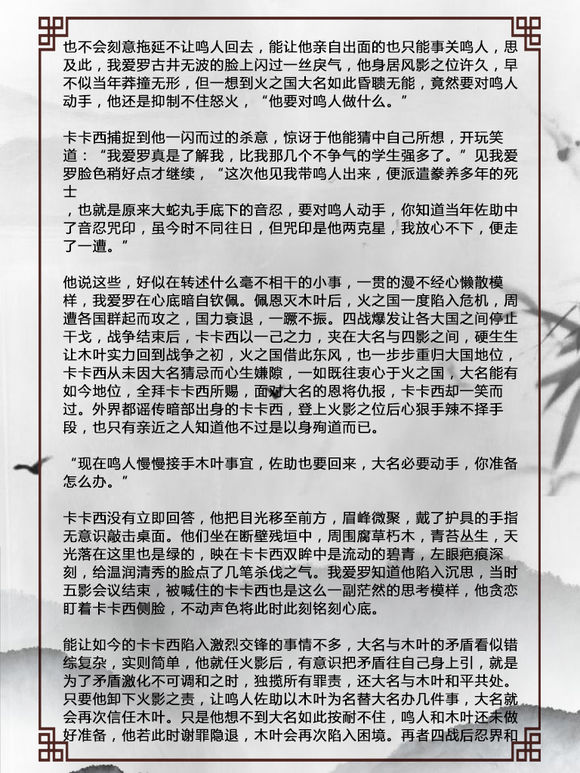 也不会刻意拖延不让鸣人回去，能让他亲自出面的也只能事关鸣人，思
及此，我爱罗古井无波的脸上闪过一丝戾气，他身居风影之位许久，早
不似当年莽撞无形，但一想到火之国大名如此昏聩无能，竟然要对鸣人
动手，他还是抑制不住怒火，“他要对鸣人做什么。”
卡卡西捕捉到他一闪而过的杀意，惊讶于他能猜中自己所想，开玩笑
道：“我爱罗真是了解我，比我那几个不争气的学生强多了。”见我爱
罗脸色稍好点才继续，“这次他见我带鸣人出来，便派遣豢养多年的死
士
，也就是原来大蛇丸手底下的音忍，要对鸣人动手，你知道当年佐助中
了音忍咒印，虽今时不同往日，但咒印是他两克星，我放心不下，便走
了一遭。”
他说这些，好似在转述什么毫不相干的小事，一贯的漫不经心懒散模
样，我爱罗在心底暗自钦佩。佩恩灭木叶后，火之国一度陷入危机，周
遭各国群起而攻之，国力衰退，一蹶不振。四战爆发让各大国之间停止
干戈，战争结束后，卡卡西以一己之力，夹在大名与四影之间，硬生生
让木叶实力回到战争之初，火之国借此东风，也一步步重归大国地位，
卡卡西从未因大名猜忌而心生嫌隙，一如既往衷心于火之国，大名能有
如今地位，全拜卡卡西所赐，面对大名的恩将仇报，卡卡西却一笑而
过。外界都谣传暗部出身的卡卡西，登上火影之位后心狠手辣不择手
段，也只有亲近之人知道他不过是以身殉道而已。
“现在鸣人慢慢接手木叶事宜，佐助也要回来，大名必要动手，你准备
怎么办。”
卡卡西没有立即回答，他把目光移至前方，眉峰微聚，戴了护具的手指
无意识敲击桌面。他们坐在断壁残垣中，周围腐草朽木，青苔丛生，天
光落在这里也是绿的，映在卡卡西双眸中是流动的碧青，左眼疤痕深
刻，给温润清秀的脸点了几笔杀伐之气。我爱罗知道他陷入沉思，当时
五影会议结束，被喊住的卡卡西也是这么一副茫然的思考模样，他贪恋
盯着卡卡西侧脸，不动声色将此时此刻铭刻心底。
能让如今的卡卡西陷入激烈交锋的事情不多，大名与木叶的矛盾看似错
综复杂，实则简单，他就任火影后，有意识把矛盾往自己身上引，就是
为了矛盾激化不可调和之时，独揽所有罪责，还大名与木叶和平共处。
只要他卸下火影之责，让鸣人佐助以木叶为名替大名办几件事，大名就
会再次信任木叶。只是他想不到大名如此按耐不住，鸣人和木叶还未做
好准备，他若此时谢罪隐退，木叶会再次陷入困境。再者四战后忍界和